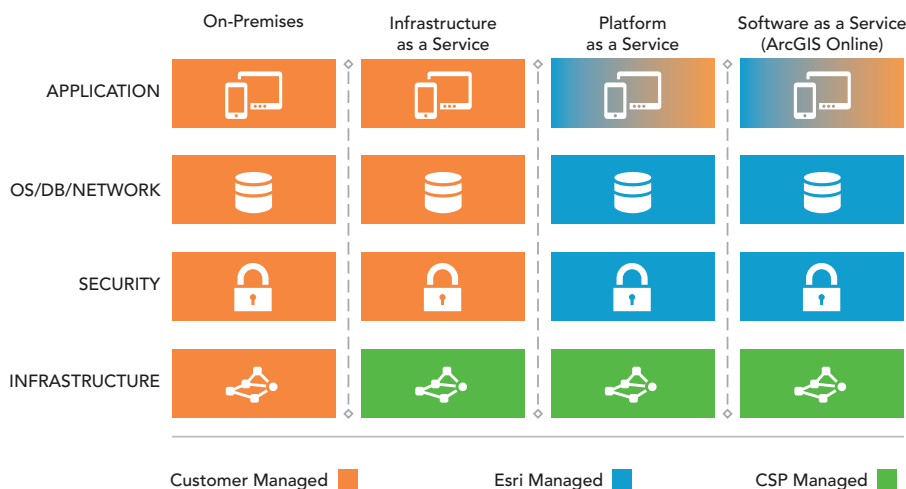 On-Premises
Infrastructure
as a Service
Platform
as a Service
Software as a Service
(ArcGIS Online)
APPLICATION
OS/DB/NETWORK
SECURITY
INFRASTRUCTURE
Customer Managed
Esri Managed
CSP Managed